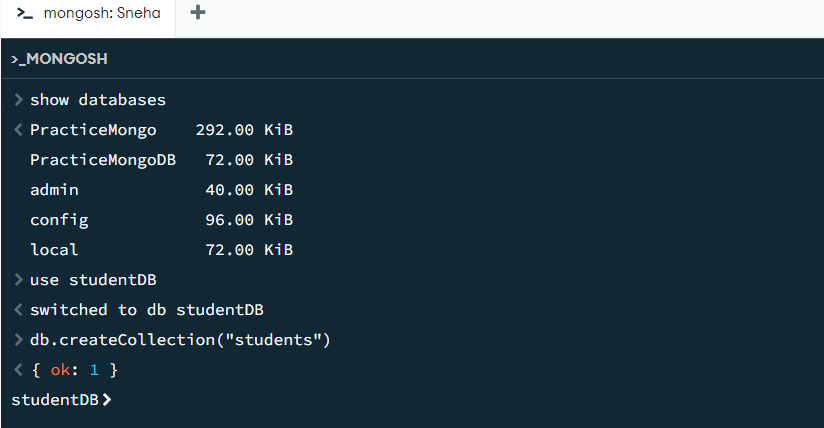 >_ mongosh: Sneha +
>_MONGOSH
> show databases
< PracticeMongo 292.00 KiB
PracticeMongoDB 72.00 KiB
admin 40.00 KiB
config 96.00 KiB
local 72.00 KiB
> use studentDB
< switched to db studentDB
> db.createCollection("students")
< { ok: 1 }
studentDB>